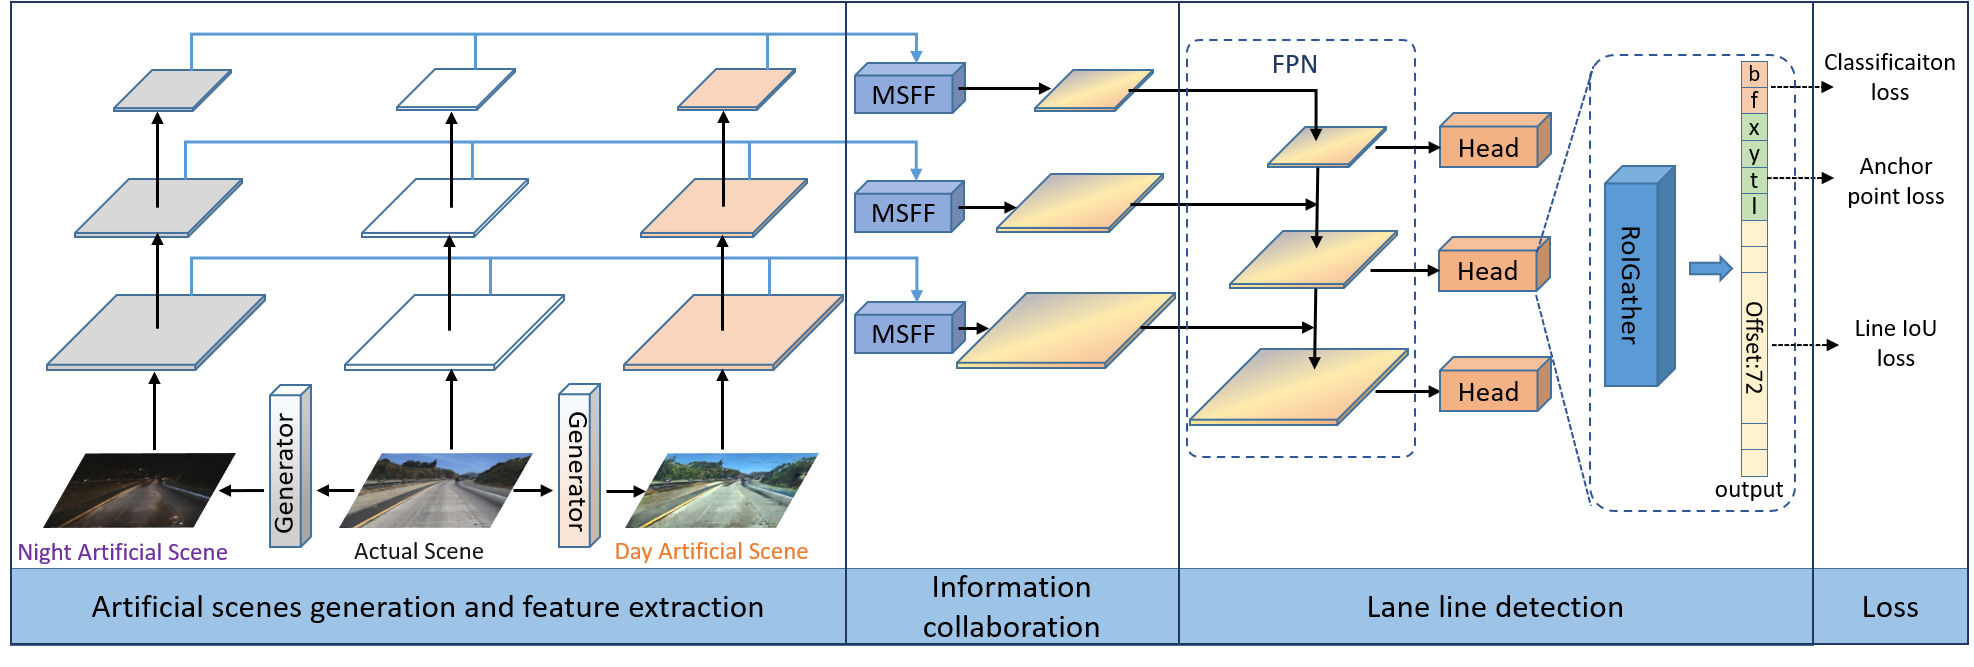 MSFF
MSFF
MSFF
FPN
Head
Head
Head
RoIGather
b
f
x
y
t
l
Offset:72
output
Classificaiton
loss
Anchor
point loss
Line IoU
loss
Generator
Generator
Night Artificial Scene
Actual Scene
Day Artificial Scene
Artificial scenes generation and feature extraction
Information
collaboration
Lane line detection
Loss